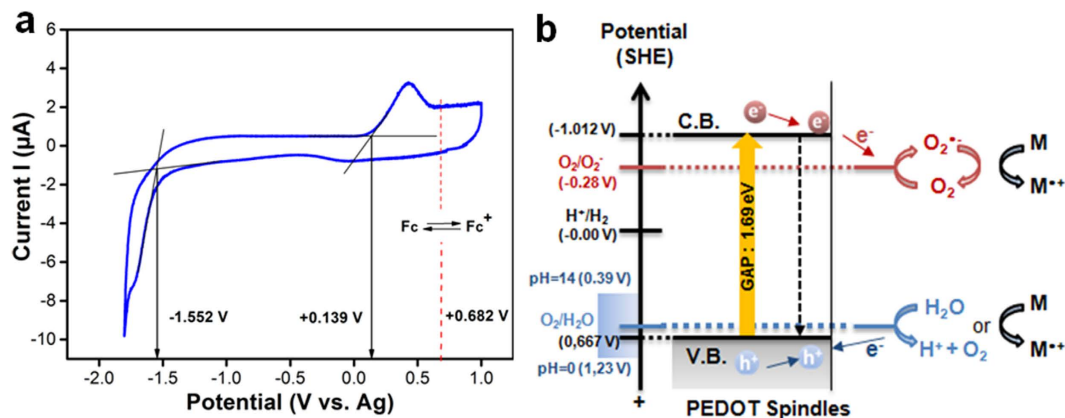 a
Current I (µA)
6
4
2
0
-2
-4
-6
-8
-10
Fc ⇌ Fc+
-1.552 V
+0.139 V
+0.682 V
-2.0
-1.5
-1.0
-0.5
0.0
0.5
1.0
Potential (V vs. Ag)
b
Potential
(SHE)
(-1.012 V)
C.B.
e-
e-
e-
O2/O2-
(-0.28 V)
O2•-
O2
M
M•+
H+/H2
(-0.00 V)
GAP : 1.69 eV
pH=14 (0.39 V)
O2/H2O
(0,667 V)
pH=0 (1,23 V)
V.B.
h+
h+
e-
H2O
H+ + O2
or
M
M•+
+
PEDOT Spindles